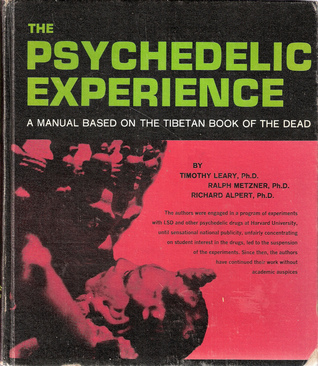 THE
PSYCHEDELIC
EXPERIENCE
A MANUAL BASED ON THE TIBETAN BOOK OF THE DEAD
BY
TIMOTHY LEARY, Ph.D.
RALPH METZNER, Ph.D.
RICHARD ALPERT, Ph.D.
The authors were engaged in a program of experiments
with LSD and other psychedelic drugs at Harvard University,
until sensational national publicity, unfairly concentrating
on student interest in the drugs, led to the suspension
of the experiments. Since then, the authors
have continued their work without
academic auspices